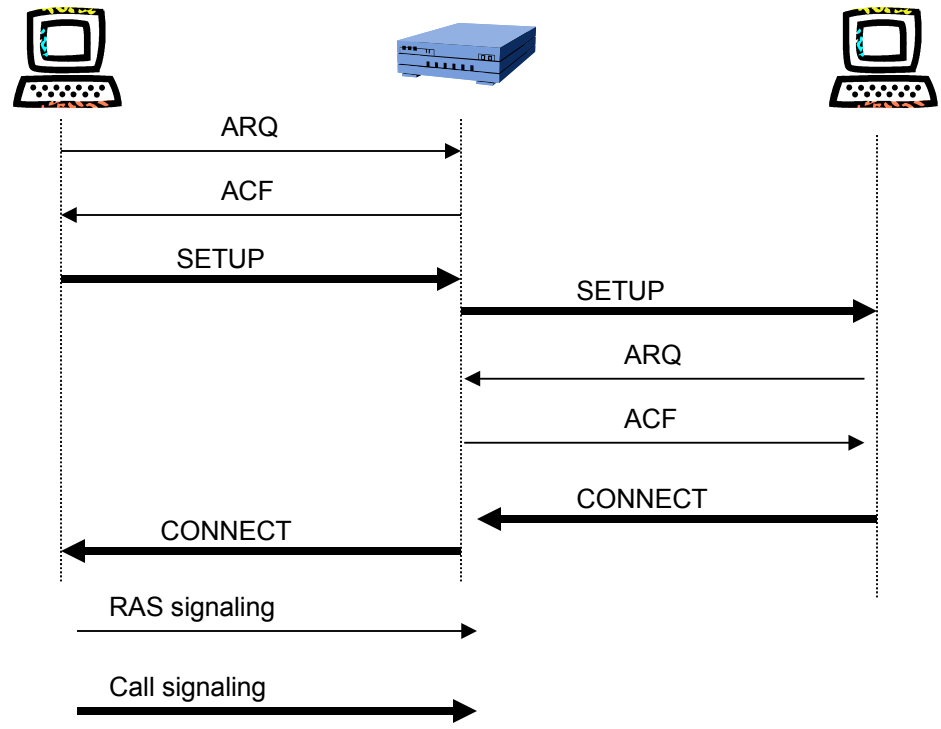 ARQ
ACF
SETUP
SETUP
ARQ
ACF
CONNECT
CONNECT
RAS signaling
Call signaling